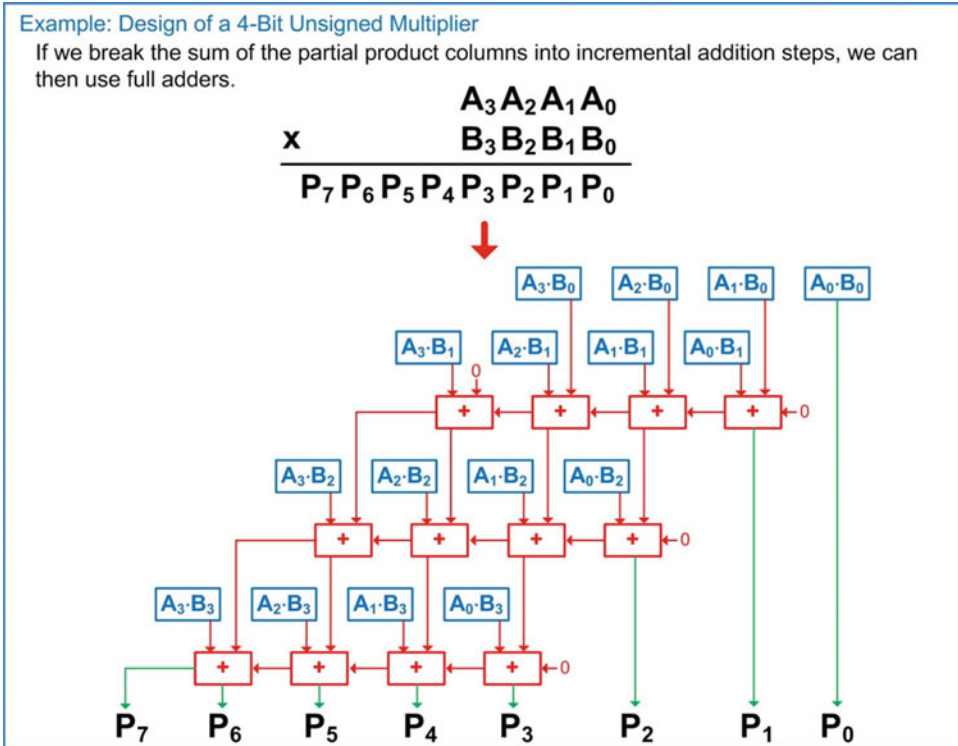 Example: Design of a 4-Bit Unsigned Multiplier
If we break the sum of the partial product columns into incremental addition steps, we can
then use full adders.
A₃ A₂ A₁ A₀
x B₃ B₂ B₁ B₀
P₇ P₆ P₅ P₄ P₃ P₂ P₁ P₀
A₃·B₀ A₂·B₀ A₁·B₀ A₀·B₀
A₃·B₁ A₂·B₁ A₁·B₁ A₀·B₁
0
+ + + + 0
A₃·B₂ A₂·B₂ A₁·B₂ A₀·B₂
+ + + + 0
A₃·B₃ A₂·B₃ A₁·B₃ A₀·B₃
+ + + + 0
P₇ P₆ P₅ P₄ P₃ P₂ P₁ P₀